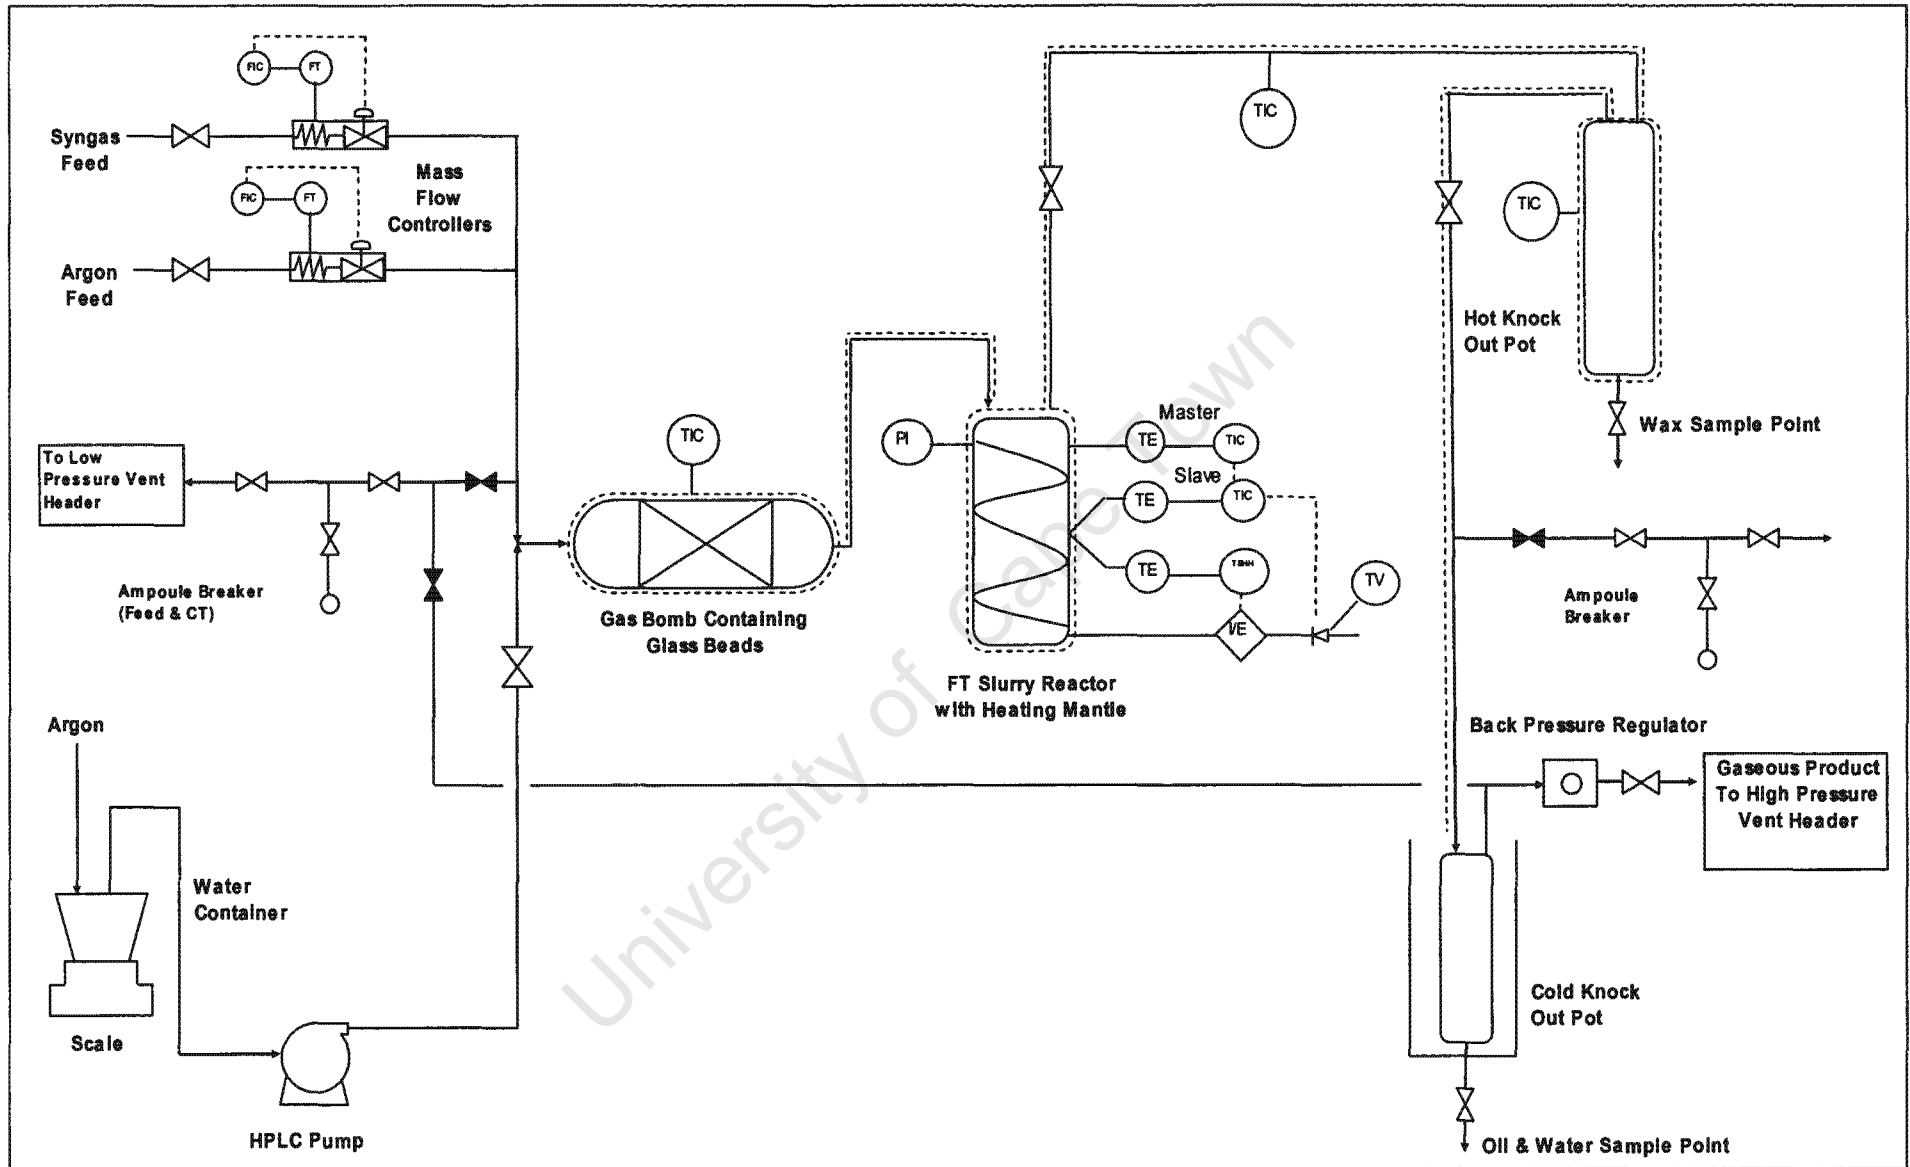 FIC
FT
Syngas
Feed
Mass
Flow
Controllers
FIC
FT
Argon
Feed
TIC
TIC
Hot Knock
Out Pot
Wax Sample Point
To Low
Pressure Vent
Header
Ampoule Breaker
(Feed & CT)
TIC
Gas Bomb Containing
Glass Beads
PI
Master
TE
TIC
Slave
TE
TIC
TE
I/E
TV
FT Slurry Reactor
with Heating Mantle
Ampoule
Breaker
Back Pressure Regulator
Gaseous Product
To High Pressure
Vent Header
Argon
Water
Container
Scale
HPLC Pump
Cold Knock
Out Pot
Oil & Water Sample Point
University of Cape Town